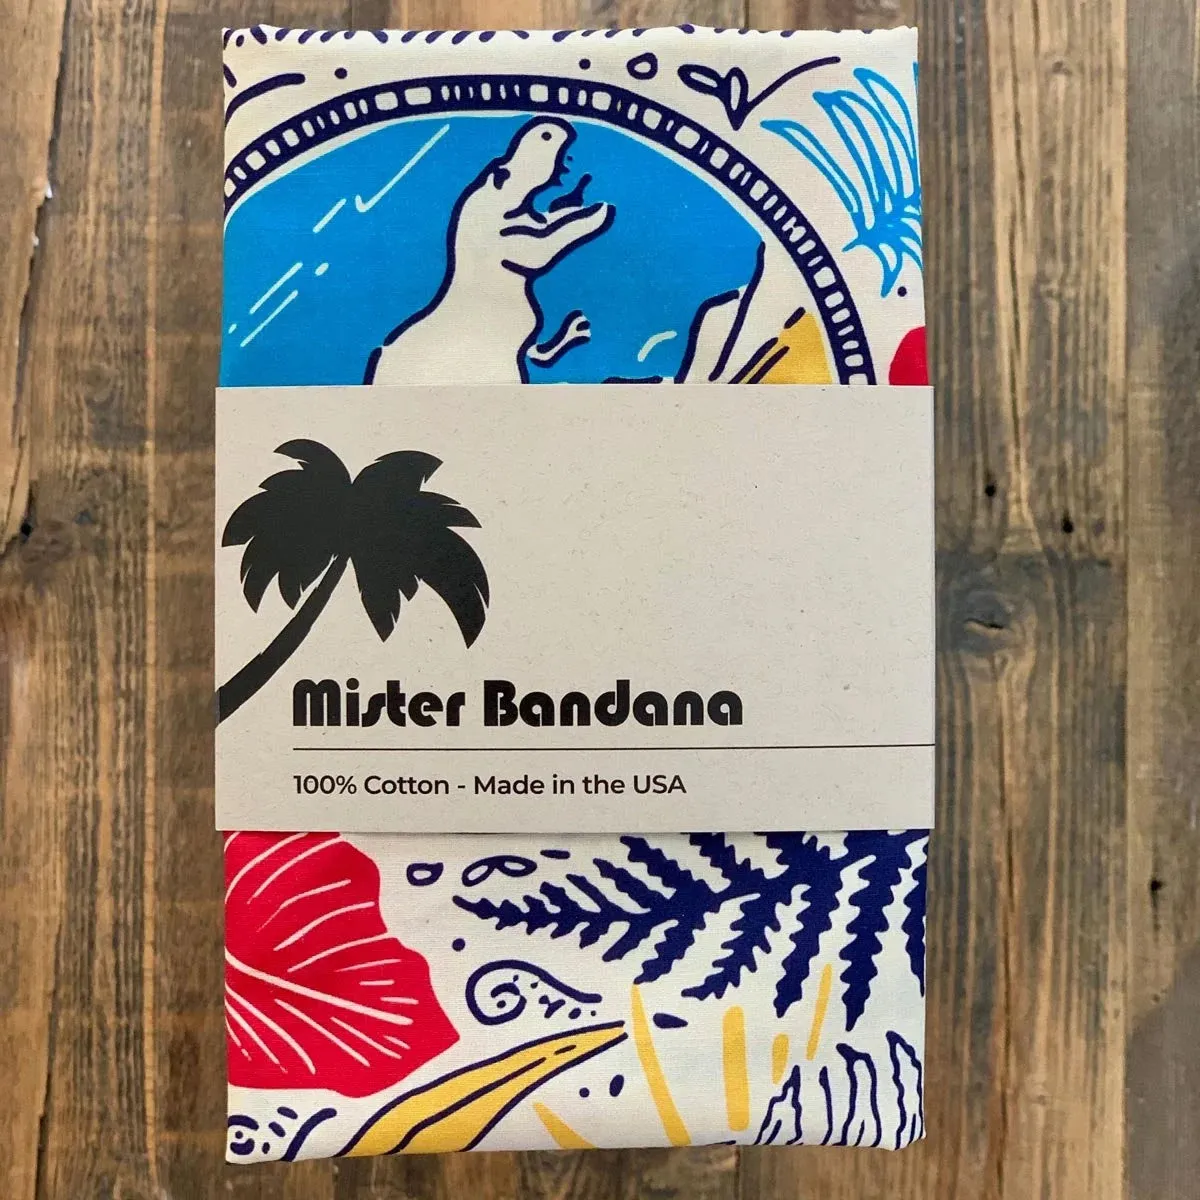 Mister Bandana
100% Cotton - Made in the USA